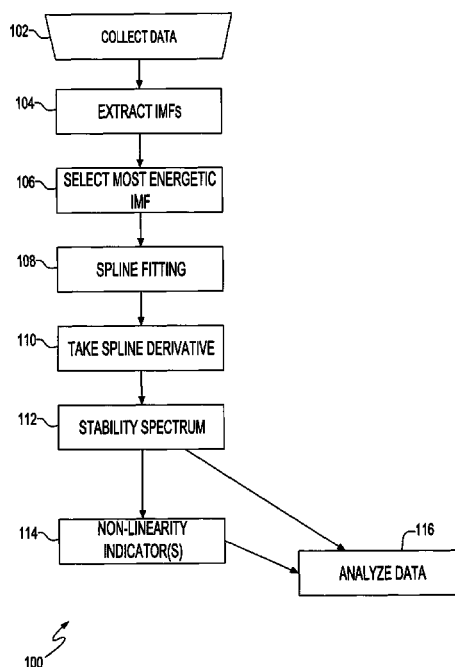 102
COLLECT DATA
104
EXTRACT IMFs
106
SELECT MOST ENERGETIC
IMF
108
SPLINE FITTING
110
TAKE SPLINE DERIVATIVE
112
STABILITY SPECTRUM
114
NON-LINEARITY
INDICATOR(S)
116
ANALYZE DATA
100